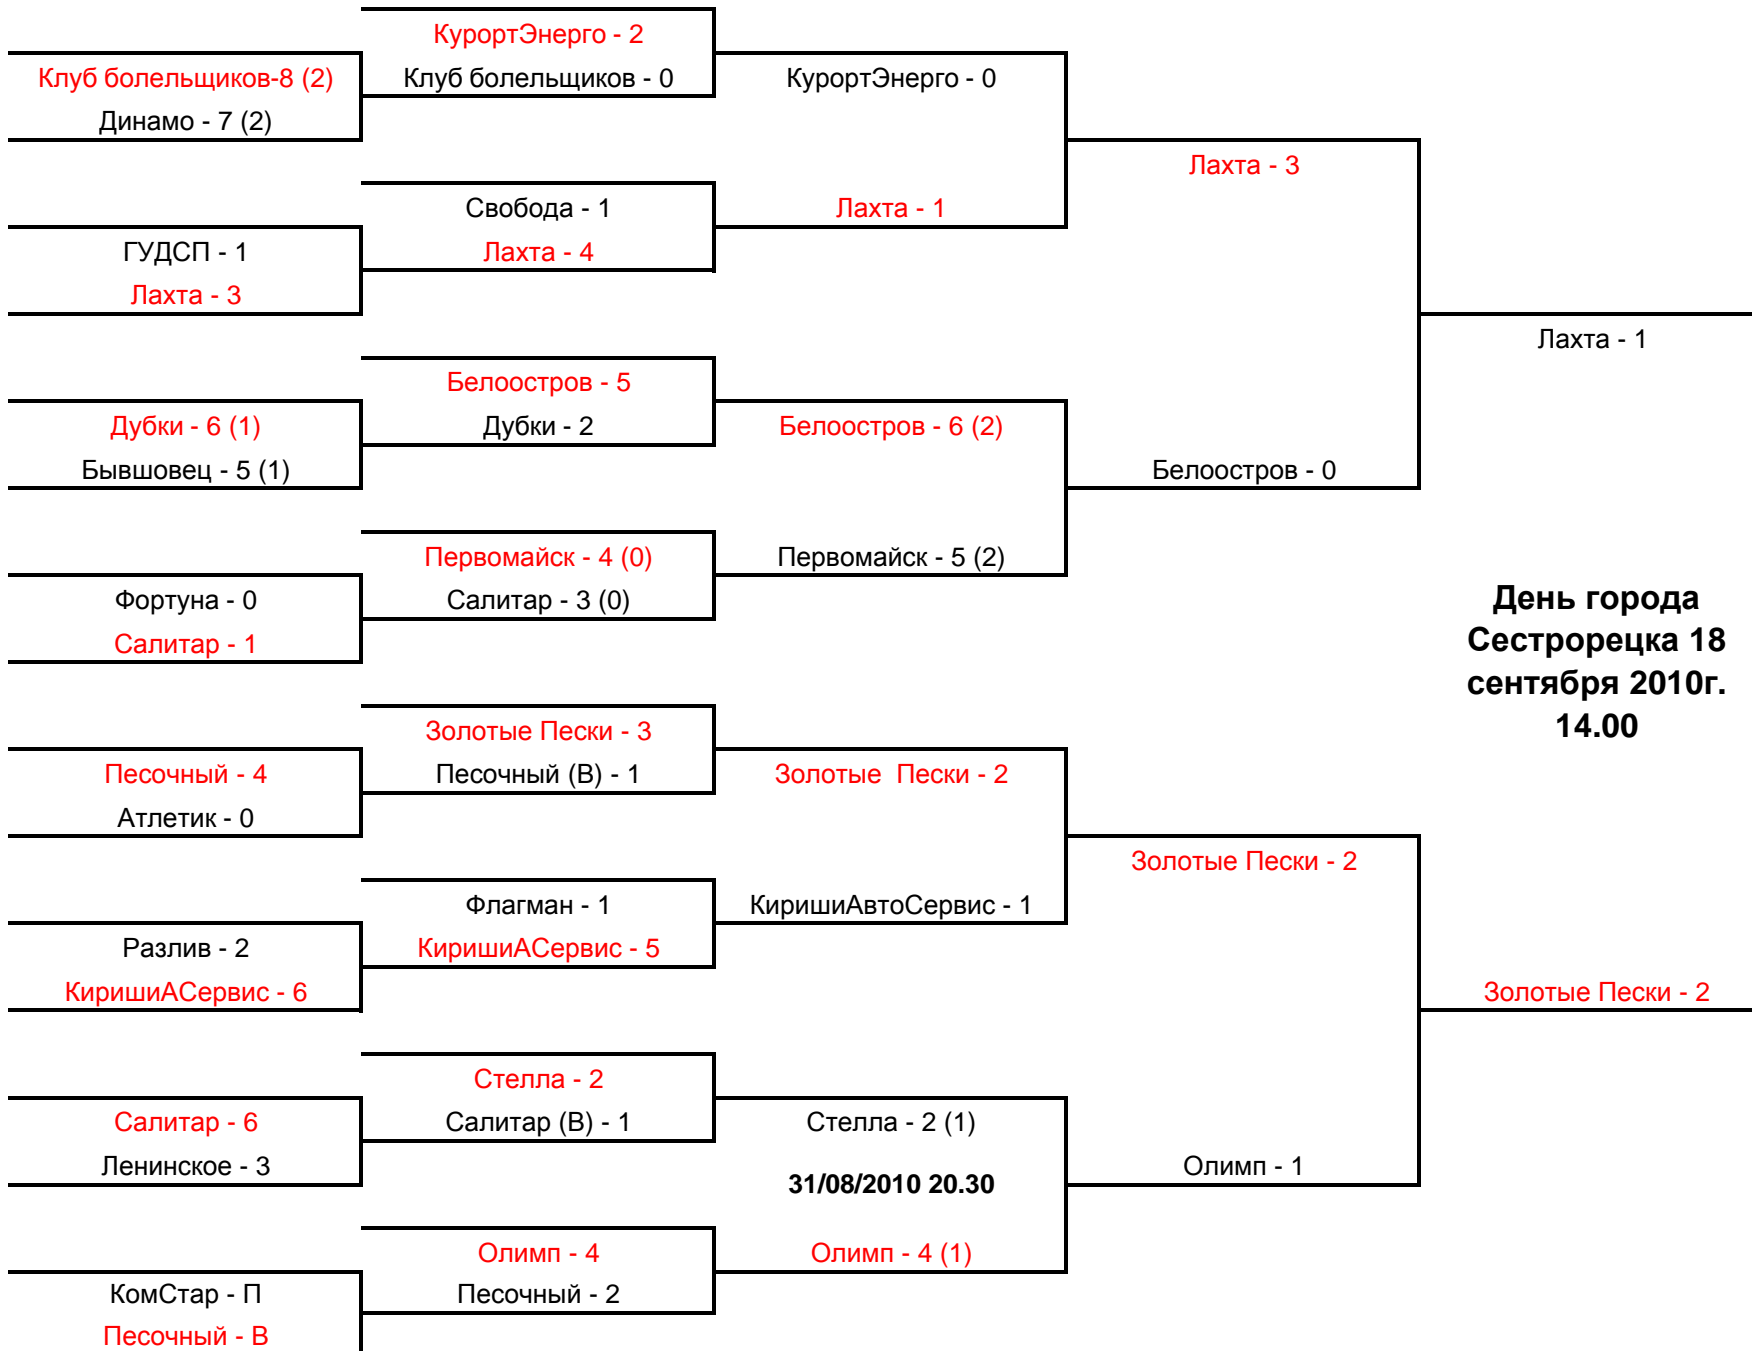 КурортЭнерго - 2
Клуб болельщиков-8 (2)
Клуб болельщиков - 0
КурортЭнерго - 0
Динамо - 7 (2)
Лахта - 3
Свобода - 1
Лахта - 1
ГУДСП - 1
Лахта - 4
Лахта - 3
Лахта - 1
Белоостров - 5
Дубки - 6 (1)
Дубки - 2
Белоостров - 6 (2)
Бывшовец - 5 (1)
Белоостров - 0
Первомайск - 4 (0)
Первомайск - 5 (2)
Фортуна - 0
Салитар - 3 (0)
Салитар - 1
День города
Сестрорецка 18
сентября 2010г.
14.00
Золотые Пески - 3
Песочный - 4
Песочный (В) - 1
Золотые  Пески - 2
Атлетик - 0
Золотые Пески - 2
Флагман - 1
КиришиАвтоСервис - 1
Разлив - 2
КиришиАСервис - 5
КиришиАСервис - 6
Золотые Пески - 2
Стелла - 2
Салитар - 6
Салитар (В) - 1
Стелла - 2 (1)
Ленинское - 3
Олимп - 1
31/08/2010 20.30
Олимп - 4
Олимп - 4 (1)
КомСтар - П
Песочный - 2
Песочный - В